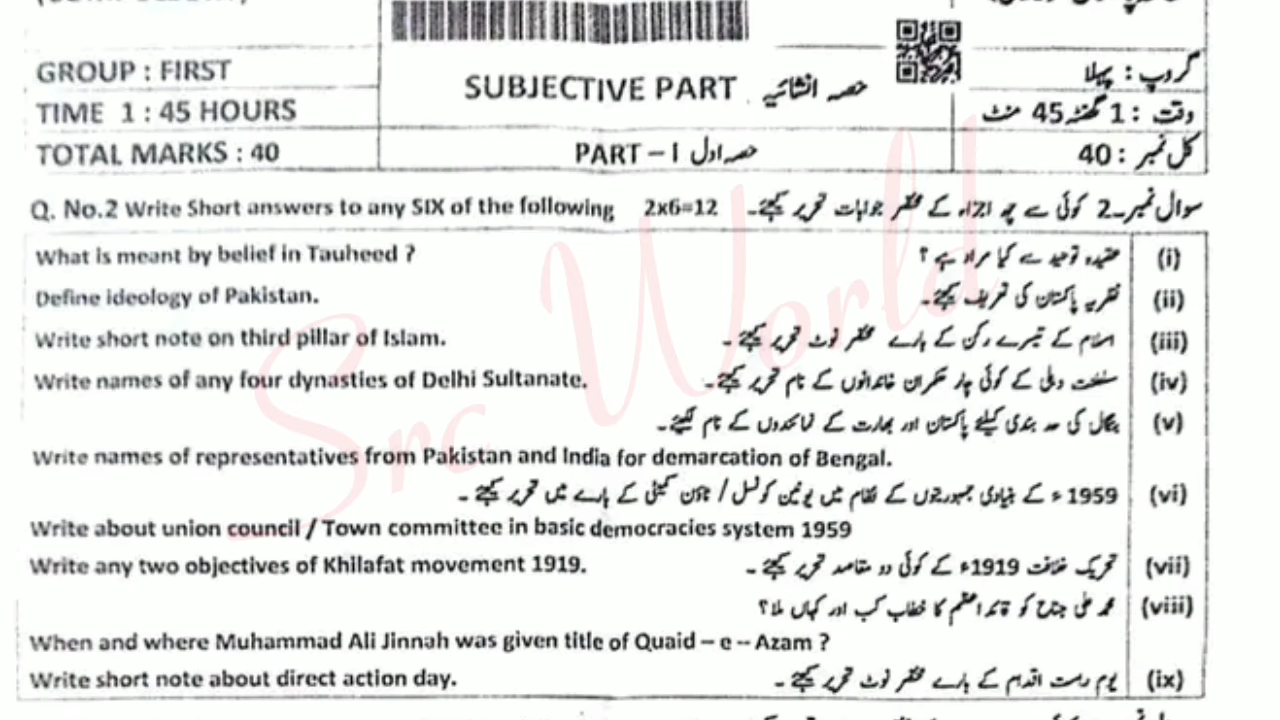 GROUP : FIRST
گروپ : پہلا
SUBJECTIVE PART حصہ انشائیہ
TIME 1 : 45 HOURS
وقت : 1 گھنٹہ 45 منٹ
TOTAL MARKS : 40
PART – I حصہ اول
کل نمبر : 40
Q. No.2 Write Short answers to any SIX of the following 2x6=12 سوال نمبر 2۔ کوئی سے چھ اجزاء کے مختصر جوابات تحریر کیجئے۔
What is meant by belief in Tauheed ? عقیدہ توحید سے کیا مراد ہے ؟ (i)
Define ideology of Pakistan. نظریہ پاکستان کی تعریف کیجئے۔ (ii)
Write short note on third pillar of Islam. اسلام کے تیسرے رکن کے بارے مختصر نوٹ تحریر کیجئے۔ (iii)
Write names of any four dynasties of Delhi Sultanate. سلطنت دہلی کے کوئی چار حکمران خاندانوں کے نام تحریر کیجئے۔ (iv)
بنگال کی حد بندی کیلئے پاکستان اور بھارت کے نمائندوں کے نام لکھئے۔ (v)
Write names of representatives from Pakistan and India for demarcation of Bengal.
1959ء کے بنیادی جمہوریتوں کے نظام میں یونین کونسل / ٹاؤن کمیٹی کے بارے میں تحریر کیجئے۔ (vi)
Write about union council / Town committee in basic democracies system 1959
Write any two objectives of Khilafat movement 1919. تحریک خلافت 1919ء کے کوئی دو مقاصد تحریر کیجئے۔ (vii)
محمد علی جناح کو قائد اعظم کا خطاب کب اور کہاں ملا؟ (viii)
When and where Muhammad Ali Jinnah was given title of Quaid – e – Azam ?
Write short note about direct action day. یوم راست اقدام کے بارے مختصر نوٹ تحریر کیجئے۔ (ix)
Src World